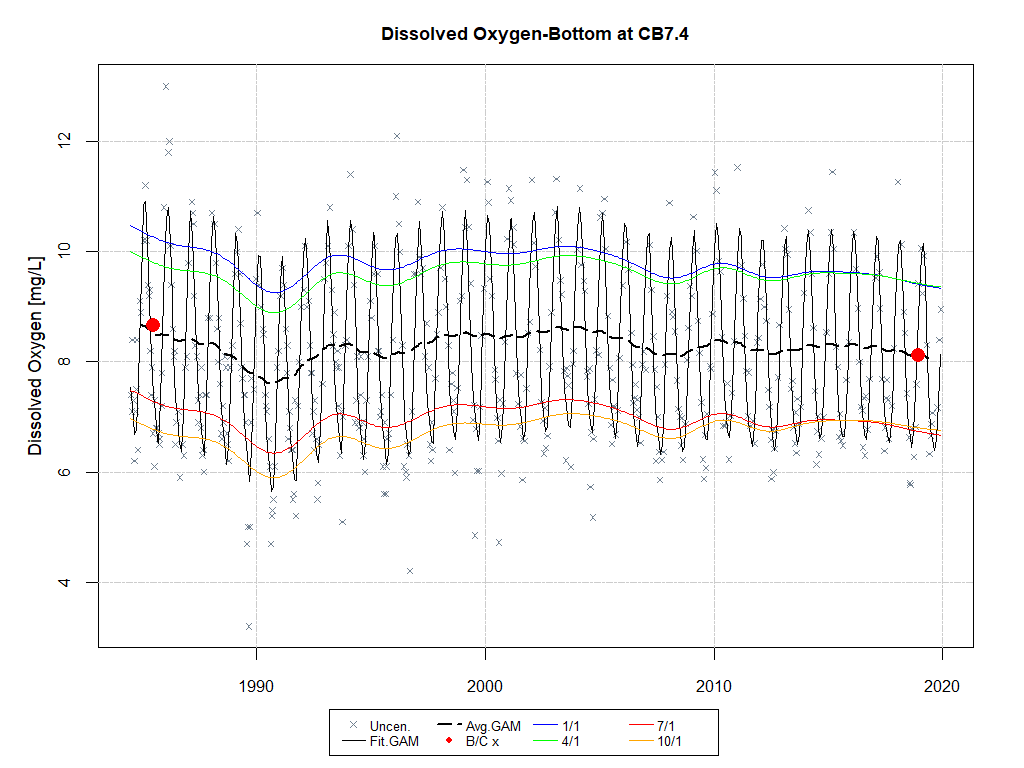 Dissolved Oxygen-Bottom at CB7.4
Dissolved Oxygen [mg/L]
12
10
8
6
4
1990 2000 2010 2020
Uncen. Avg.GAM 1/1 7/1
Fit.GAM B/C x 4/1 10/1